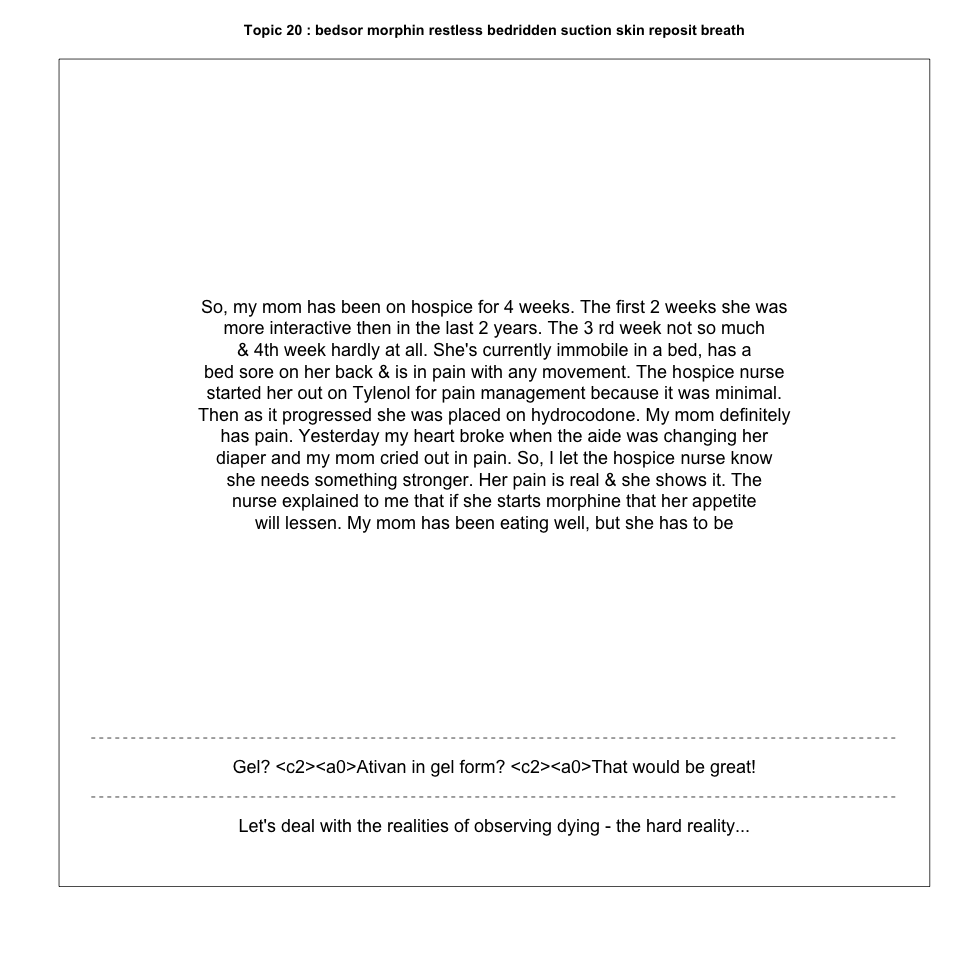 Topic 20 : bedsor morphin restless bedridden suction skin reposit breath
So, my mom has been on hospice for 4 weeks. The first 2 weeks she was
more interactive then in the last 2 years. The 3 rd week not so much
& 4th week hardly at all. She's currently immobile in a bed, has a
bed sore on her back & is in pain with any movement. The hospice nurse
started her out on Tylenol for pain management because it was minimal.
Then as it progressed she was placed on hydrocodone. My mom definitely
has pain. Yesterday my heart broke when the aide was changing her
diaper and my mom cried out in pain. So, I let the hospice nurse know
she needs something stronger. Her pain is real & she shows it. The
nurse explained to me that if she starts morphine that her appetite
will lessen. My mom has been eating well, but she has to be
Gel? <c2><a0>Ativan in gel form? <c2><a0>That would be great!
Let's deal with the realities of observing dying - the hard reality...